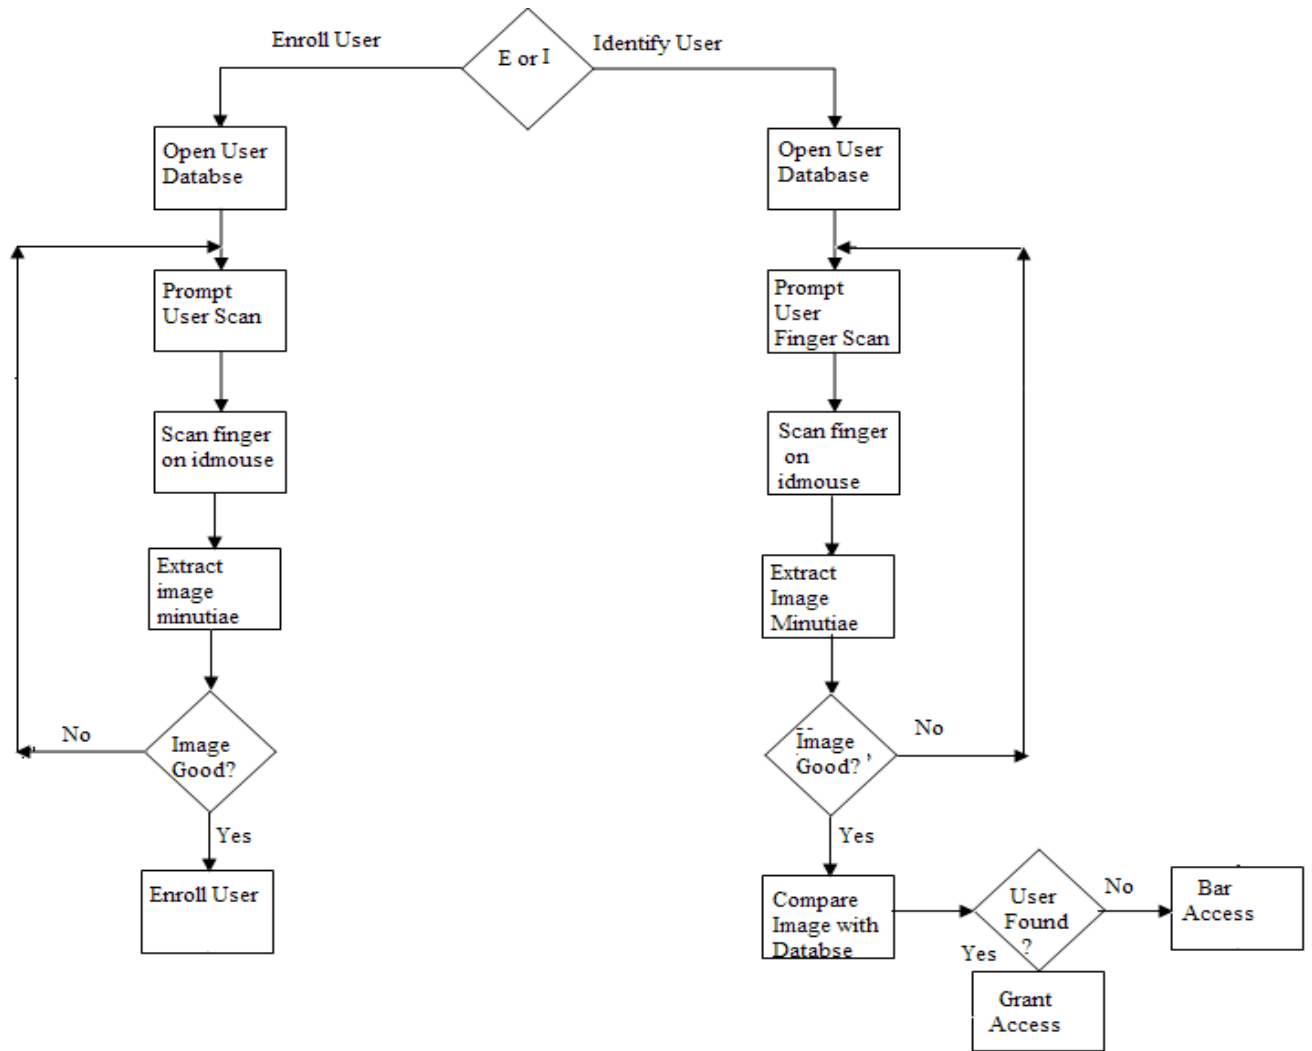 Enroll User
E or I
Identify User
Open User
Databse
Open User
Database
Prompt
User Scan
Prompt
User
Finger Scan
Scan finger
on idmouse
Scan finger
on
idmouse
Extract
image
minutiae
Extract
Image
Minutiae
No
Image
Good?
Yes
Image
Good?
No
Yes
Enroll User
Compare
Image with
Databse
User
Found
?
No
Yes
Bar
Access
Grant
Access